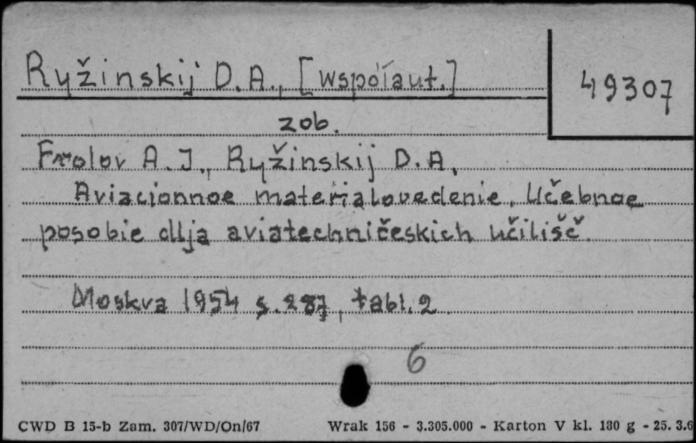 Ryžinskij D.A., [współaut.]
49307
zob.
Frolov A.I., Ryžinskij D.A.
Aviacionnoe materialovedenie. Učebnoe
posobie dlja aviatechničeskich učilišč.
Moskva 1954 s. 287, tabl. 2
6
CWD B 15-b Zam. 307/WD/On/67 Wrak 156 - 3.305.000 - Karton V kl. 180 g - 25. 3.6